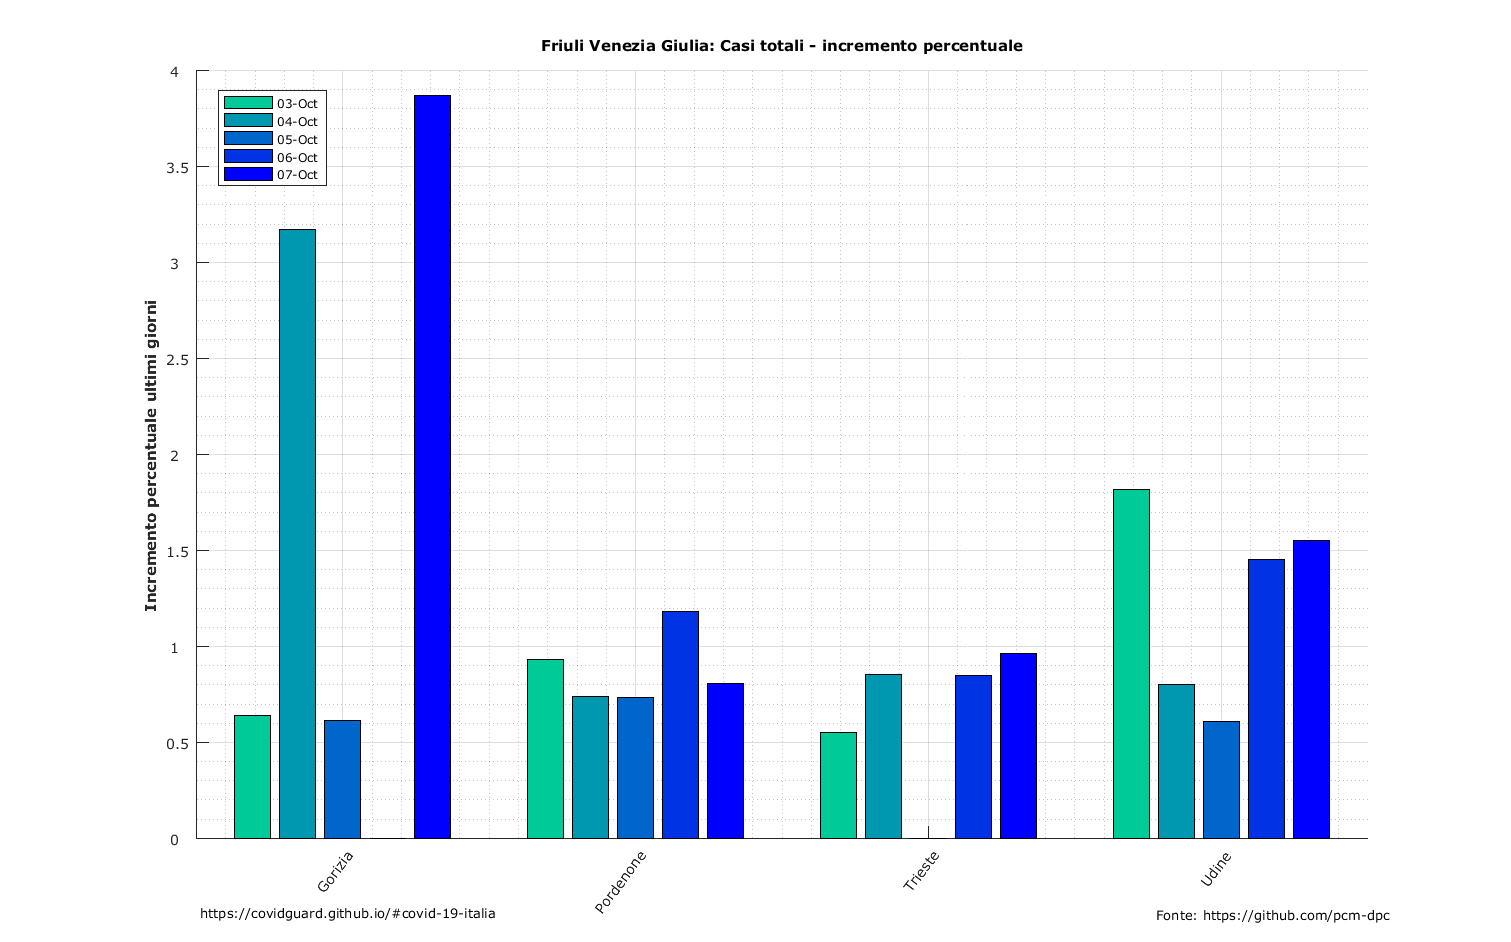 Friuli Venezia Giulia: Casi totali - incremento percentuale
4
3.5
3
2.5
2
1.5
1
0.5
0
Incremento percentuale ultimi giorni
03-Oct
04-Oct
05-Oct
06-Oct
07-Oct
Gorizia
Pordenone
Trieste
Udine
https://covidguard.github.io/#covid-19-italia
Fonte: https://github.com/pcm-dpc